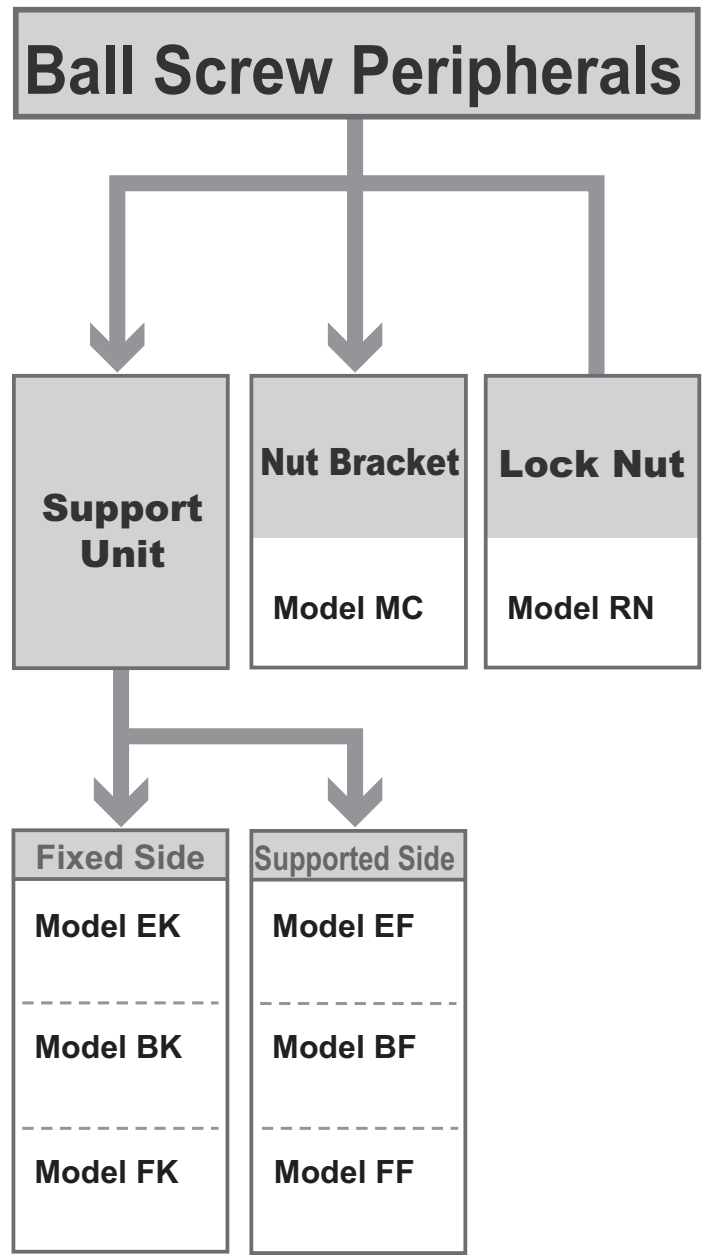 Ball Screw Peripherals
Support
Unit
Nut Bracket
Model MC
Lock Nut
Model RN
Fixed Side
Model EK
Model BK
Model FK
Supported Side
Model EF
Model BF
Model FF